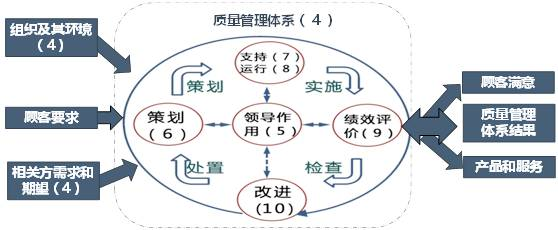 质量管理体系(4)
组织及其环境
(4)
支持(7)
运行(8)
策划
实施
顾客满意
顾客要求
策划
(6)
领导作
用(5)
绩效评
价(9)
质量管理
体系结果
相关方需求和
期望(4)
处置
检查
产品和服务
改进
(10)